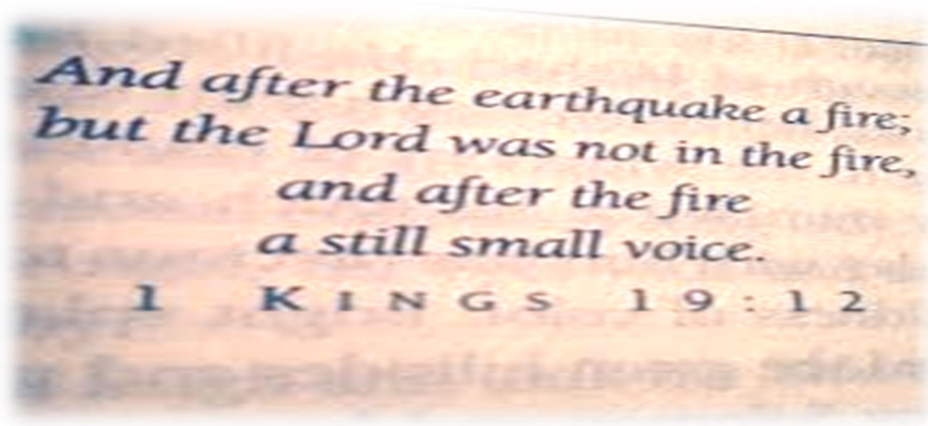 And after the earthquake a fire;
but the Lord was not in the fire,
and after the fire
a still small voice.
1 KINGS 19:12